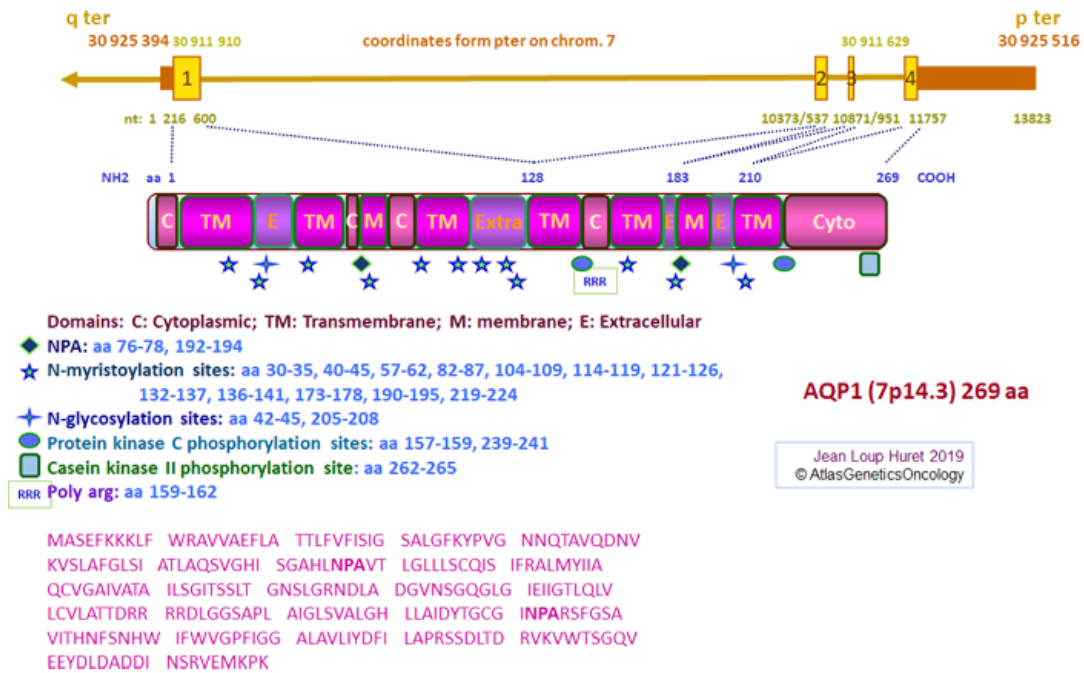 q ter p ter
30 925 394 30 911 910 coordinates form pter on chrom. 7 30 911 629 30 925 516
1 2 3 4
nt: 1 216 600 10373/537 10871/951 11757 13823
NH2 aa 1 128 183 210 269 COOH
C TM E TM C M C TM Extra TM C TM E M E TM Cyto
RRR
Domains: C: Cytoplasmic; TM: Transmembrane; M: membrane; E: Extracellular
NPA: aa 76-78, 192-194
N-myristoylation sites: aa 30-35, 40-45, 57-62, 82-87, 104-109, 114-119, 121-126,
132-137, 136-141, 173-178, 190-195, 219-224
AQP1 (7p14.3) 269 aa
N-glycosylation sites: aa 42-45, 205-208
Protein kinase C phosphorylation sites: aa 157-159, 239-241
Casein kinase II phosphorylation site: aa 262-265
RRR Poly arg: aa 159-162
Jean Loup Huret 2019
© AtlasGeneticsOncology
MASEFKKKLF WRAVVAEFLA TTLFVFISIG SALGFKYPVG NNQTAVQDNV
KVSLAFGLSI ATLAQSVGHI SGAHLNPAVT LGLLLSCQIS IFRALMYIIA
QCVGAIVATA ILSGITSSLT GNSLGRNDLA DGVNSGQGLG IEIIGTLQLV
LCVLATTDRR RRDLGGSAPL AIGLSVALGH LLAIDYTGCG INPARSFGSA
VITHNFSNHW IFWVGPFIGG ALAVLIYDFI LAPRSSDLTD RVKVWTSGQV
EEYDLDADDI NSRVEMKPK